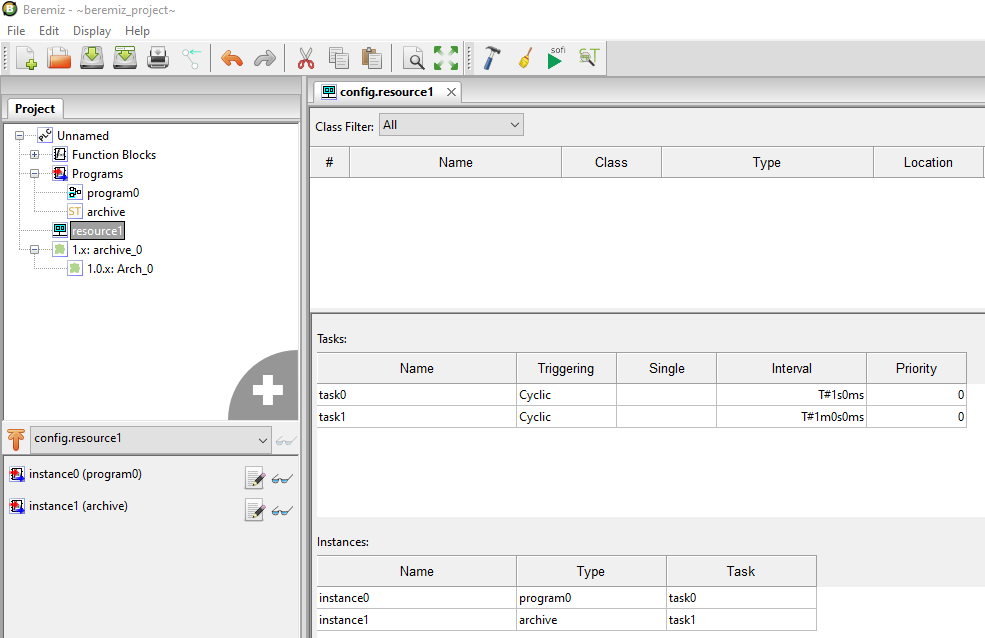 Beremiz - ~beremiz_project~
File Edit Display Help
sofi
ST
Project
config.resource1
Unnamed
Function Blocks
Programs
program0
ST archive
resource1
1.x: archive_0
1.0.x: Arch_0
config.resource1
instance0 (program0)
instance1 (archive)
Class Filter: All
# Name Class Type Location
Tasks:
Name Triggering Single Interval Priority
task0 Cyclic T#1s0ms 0
task1 Cyclic T#1m0s0ms 0
Instances:
Name Type Task
instance0 program0 task0
instance1 archive task1